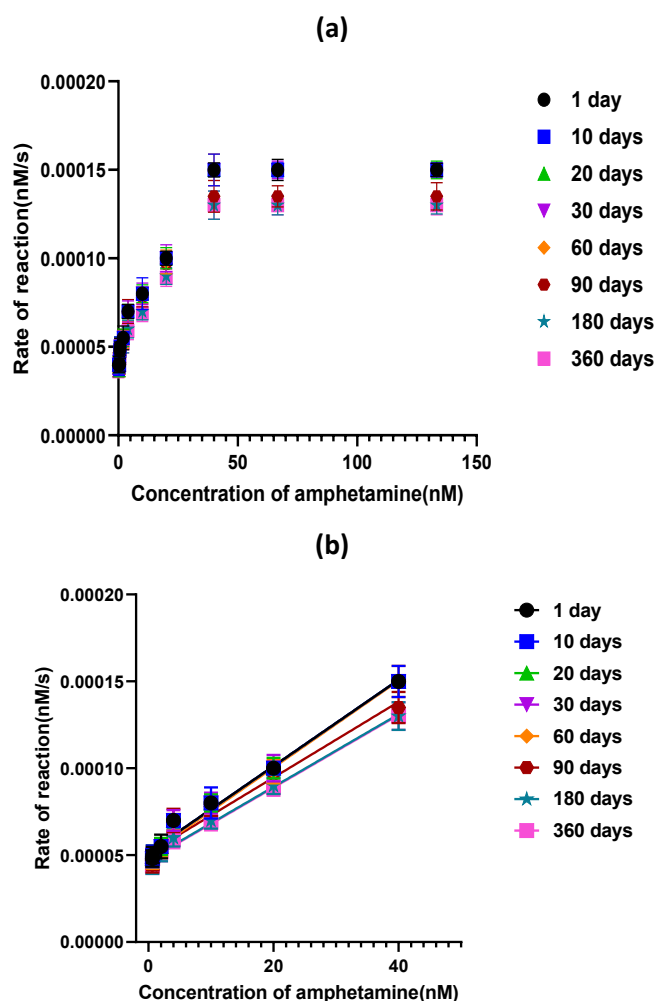 (a)
0.00020
0.00015
0.00010
0.00005
0.00000
Rate of reaction(nM/s)
0 50 100 150
Concentration of amphetamine(nM)
1 day
10 days
20 days
30 days
60 days
90 days
180 days
360 days
(b)
0.00020
0.00015
0.00010
0.00005
0.00000
Rate of reaction(nM/s)
0 20 40
Concentration of amphetamine(nM)
1 day
10 days
20 days
30 days
60 days
90 days
180 days
360 days